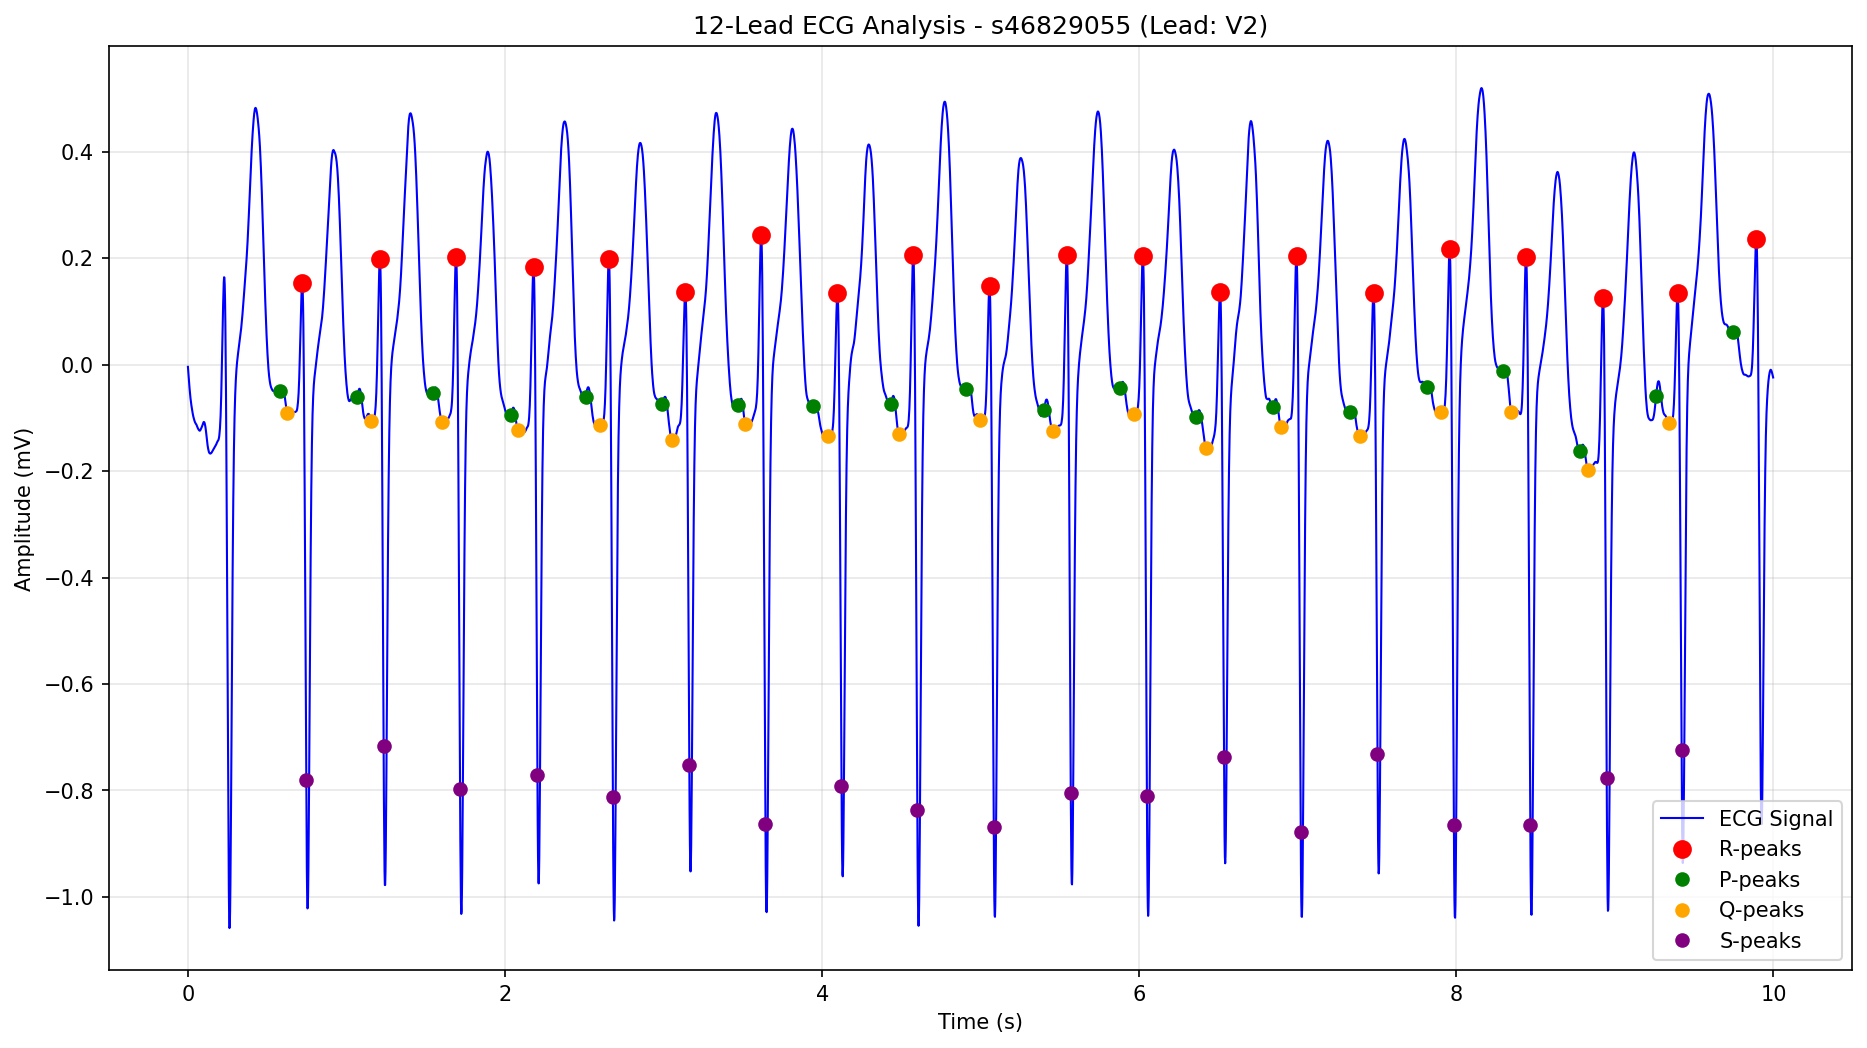 12-Lead ECG Analysis - s46829055 (Lead: V2)
Amplitude (mV)
0.4
0.2
0.0
−0.2
−0.4
−0.6
−0.8
−1.0
0 2 4 6 8 10
Time (s)
ECG Signal
R-peaks
P-peaks
Q-peaks
S-peaks